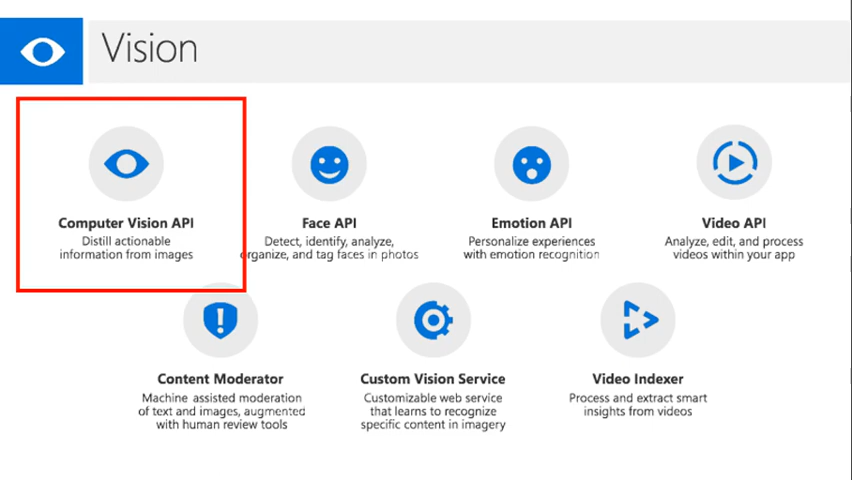 Vision
Computer Vision API
Distill actionable
information from images
Face API
Detect, identify, analyze,
organize, and tag faces in photos
Emotion API
Personalize experiences
with emotion recognition
Video API
Analyze, edit, and process
videos within your app
Content Moderator
Machine assisted moderation
of text and images, augmented
with human review tools
Custom Vision Service
Customizable web service
that learns to recognize
specific content in imagery
Video Indexer
Process and extract smart
insights from videos